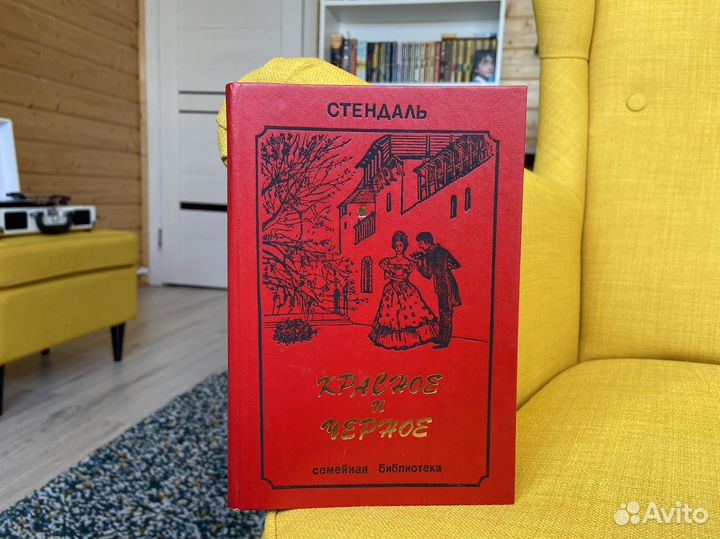 СТЕНДАЛЬ
КРАСНОЕ
и
ЧЕРНОЕ
семейная библиотека
Avito